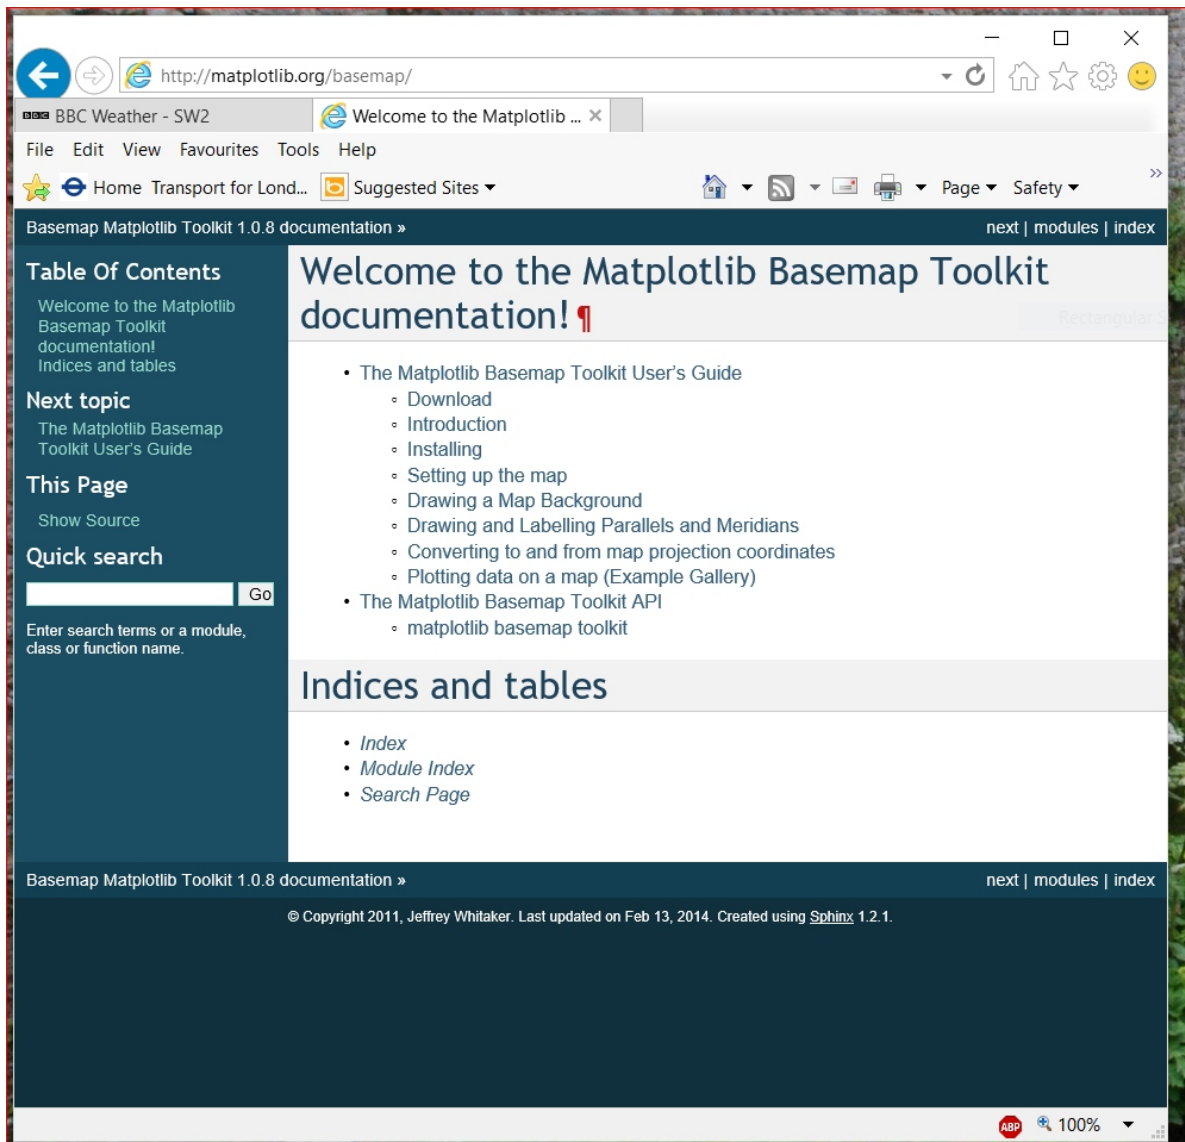 http://matplotlib.org/basemap/
BBC BBC Weather - SW2
Welcome to the Matplotlib ...
File Edit View Favourites Tools Help
Home Transport for Lond... Suggested Sites Page Safety »
Basemap Matplotlib Toolkit 1.0.8 documentation » next | modules | index
Table Of Contents
Welcome to the Matplotlib
Basemap Toolkit
documentation!
Indices and tables
Next topic
The Matplotlib Basemap
Toolkit User's Guide
This Page
Show Source
Quick search
Go
Enter search terms or a module,
class or function name.
Welcome to the Matplotlib Basemap Toolkit
documentation! ¶
Rectangular S
• The Matplotlib Basemap Toolkit User's Guide
◦ Download
◦ Introduction
◦ Installing
◦ Setting up the map
◦ Drawing a Map Background
◦ Drawing and Labelling Parallels and Meridians
◦ Converting to and from map projection coordinates
◦ Plotting data on a map (Example Gallery)
• The Matplotlib Basemap Toolkit API
◦ matplotlib basemap toolkit
Indices and tables
• Index
• Module Index
• Search Page
Basemap Matplotlib Toolkit 1.0.8 documentation » next | modules | index
© Copyright 2011, Jeffrey Whitaker. Last updated on Feb 13, 2014. Created using Sphinx 1.2.1.
ABP 100%